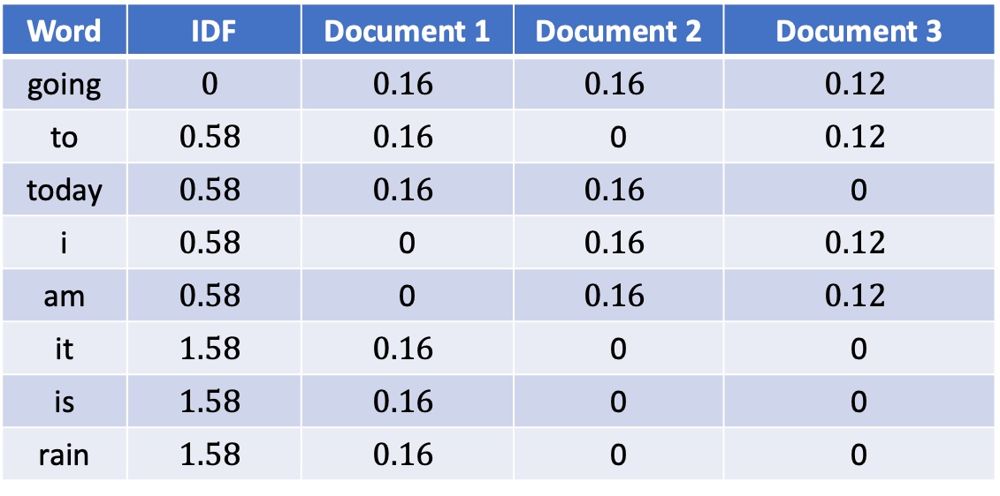 Word IDF Document 1 Document 2 Document 3
going 0 0.16 0.16 0.12
to 0.58 0.16 0 0.12
today 0.58 0.16 0.16 0
i 0.58 0 0.16 0.12
am 0.58 0 0.16 0.12
it 1.58 0.16 0 0
is 1.58 0.16 0 0
rain 1.58 0.16 0 0